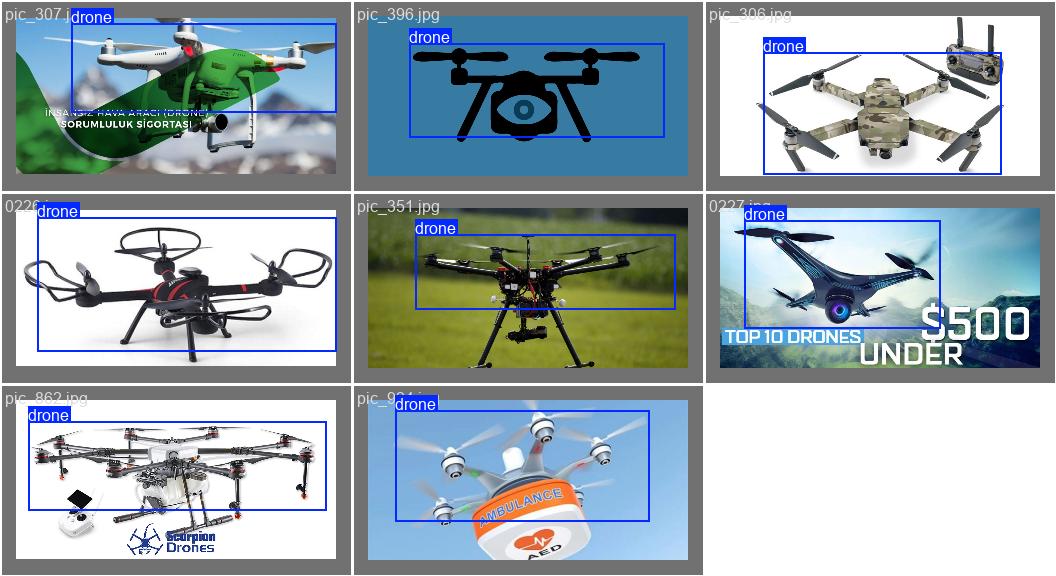 pic_307.j
drone
İNSANSIZ HAVA ARACI (DRONE)
SORUMLULUK SİGORTASI
pic_396.jpg
drone
pic_306.jpg
drone
0226
drone
pic_351.jpg
drone
0227.jpg
drone
TOP 10 DRONES
$500
UNDER
pic_862.jpg
drone
Scorpion
Drones
drone
AMBULANCE
AED